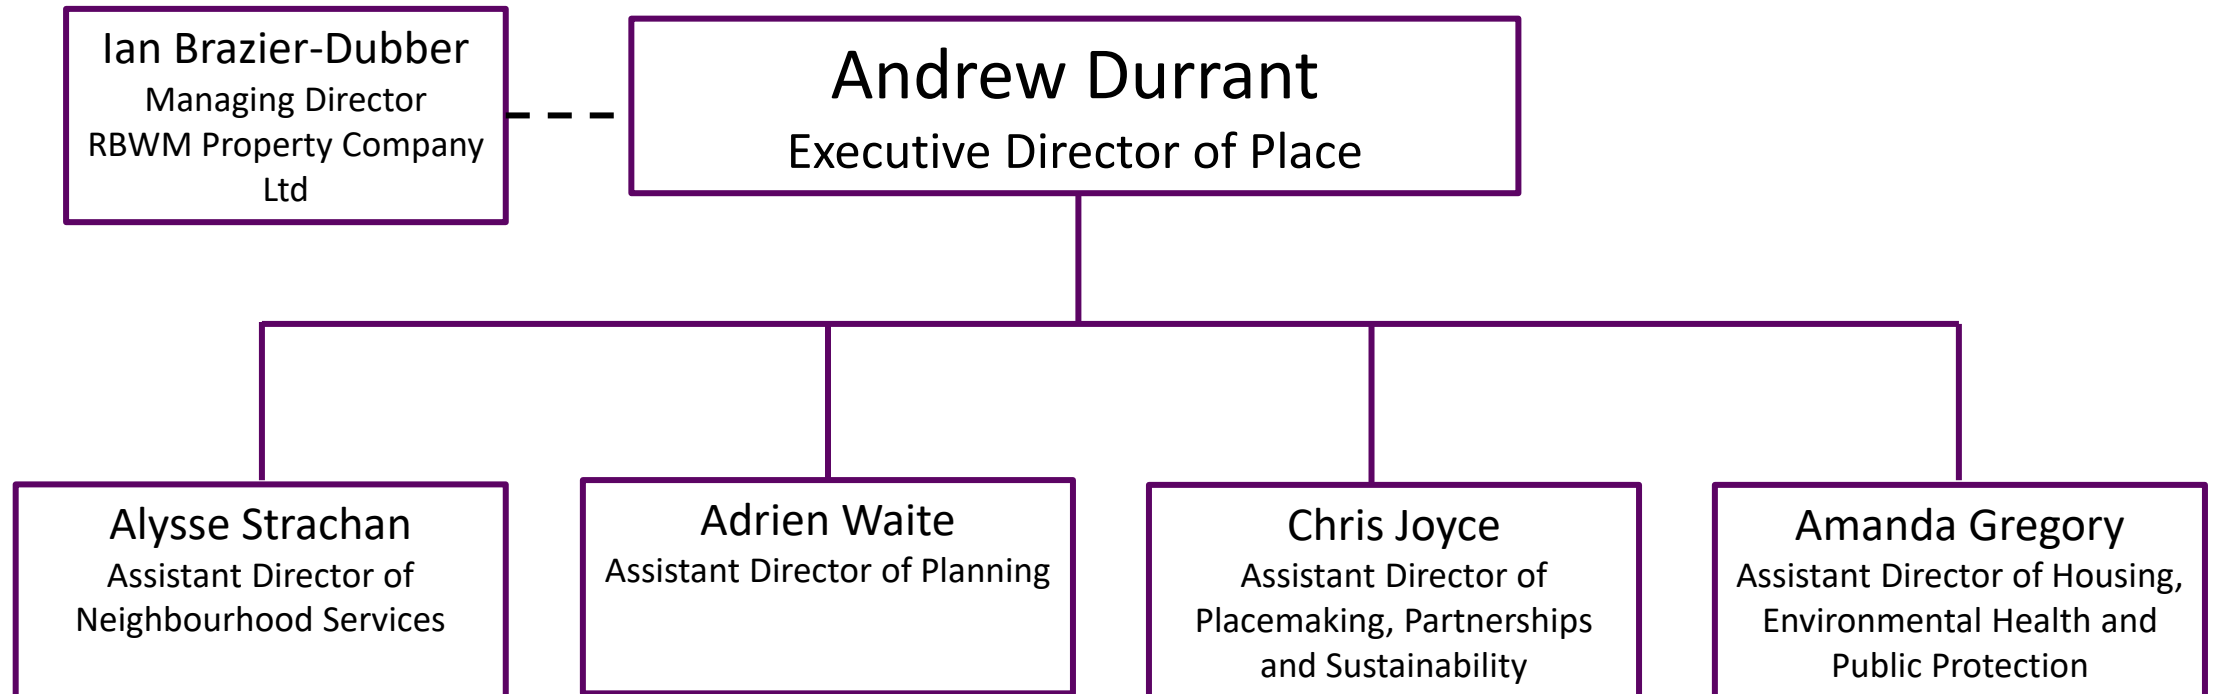 Ian Brazier-Dubber
Managing Director
RBWM Property Company
Ltd
Andrew Durrant
Executive Director of Place
Alysse Strachan
Assistant Director of
Neighbourhood Services
Adrien Waite
Assistant Director of Planning
Chris Joyce
Assistant Director of
Placemaking, Partnerships
and Sustainability
Amanda Gregory
Assistant Director of Housing,
Environmental Health and
Public Protection